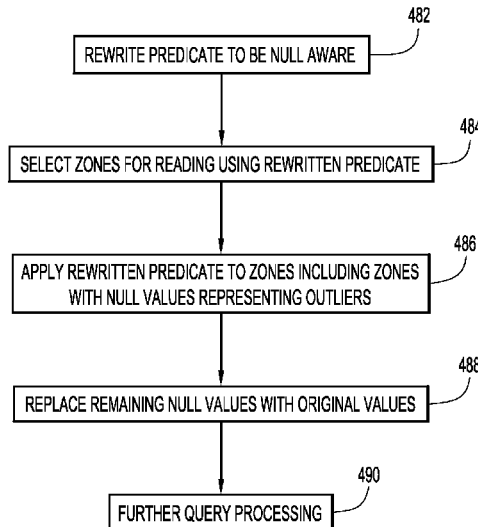 482
REWRITE PREDICATE TO BE NULL AWARE
484
SELECT ZONES FOR READING USING REWRITTEN PREDICATE
486
APPLY REWRITTEN PREDICATE TO ZONES INCLUDING ZONES
WITH NULL VALUES REPRESENTING OUTLIERS
488
REPLACE REMAINING NULL VALUES WITH ORIGINAL VALUES
490
FURTHER QUERY PROCESSING